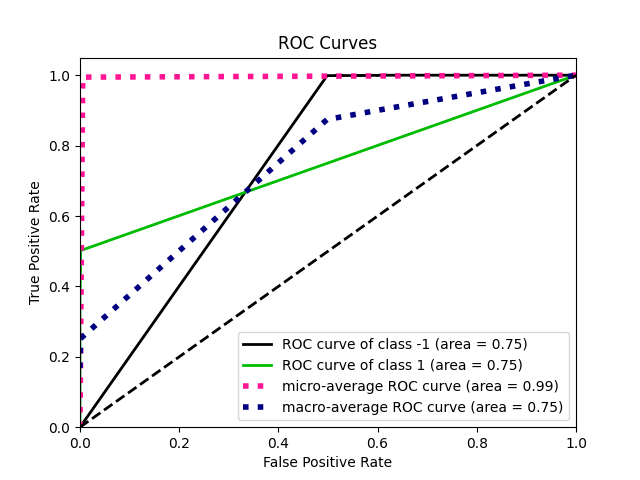 ROC Curves
True Positive Rate
1.0
0.8
0.6
0.4
0.2
0.0
ROC curve of class -1 (area = 0.75)
ROC curve of class 1 (area = 0.75)
micro-average ROC curve (area = 0.99)
macro-average ROC curve (area = 0.75)
0.0 0.2 0.4 0.6 0.8 1.0
False Positive Rate